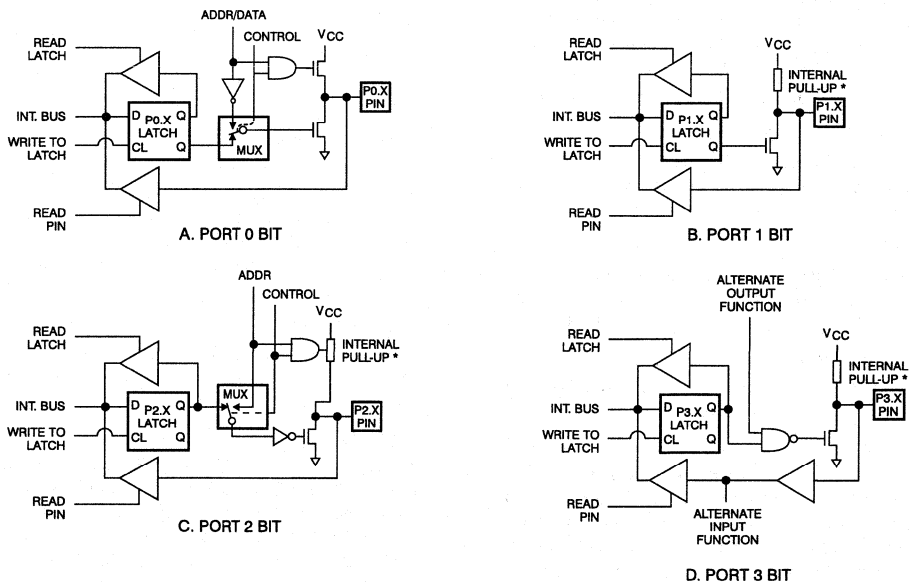 ADDR/DATA
CONTROL
VCC
READ
LATCH
INT. BUS
WRITE TO
LATCH
D
P0.X
LATCH
Q
CL
Q
MUX
P0.X
PIN
READ
PIN
A. PORT 0 BIT
VCC
READ
LATCH
INTERNAL
PULL-UP *
INT. BUS
WRITE TO
LATCH
D
P1.X
LATCH
Q
CL
Q
P1.X
PIN
READ
PIN
B. PORT 1 BIT
ADDR
CONTROL
VCC
READ
LATCH
INTERNAL
PULL-UP *
MUX
INT. BUS
WRITE TO
LATCH
D
P2.X
LATCH
Q
CL
Q
P2.X
PIN
READ
PIN
C. PORT 2 BIT
ALTERNATE
OUTPUT
FUNCTION
VCC
READ
LATCH
INTERNAL
PULL-UP *
INT. BUS
WRITE TO
LATCH
D
P3.X
LATCH
Q
CL
Q
P3.X
PIN
READ
PIN
ALTERNATE
INPUT
FUNCTION
D. PORT 3 BIT